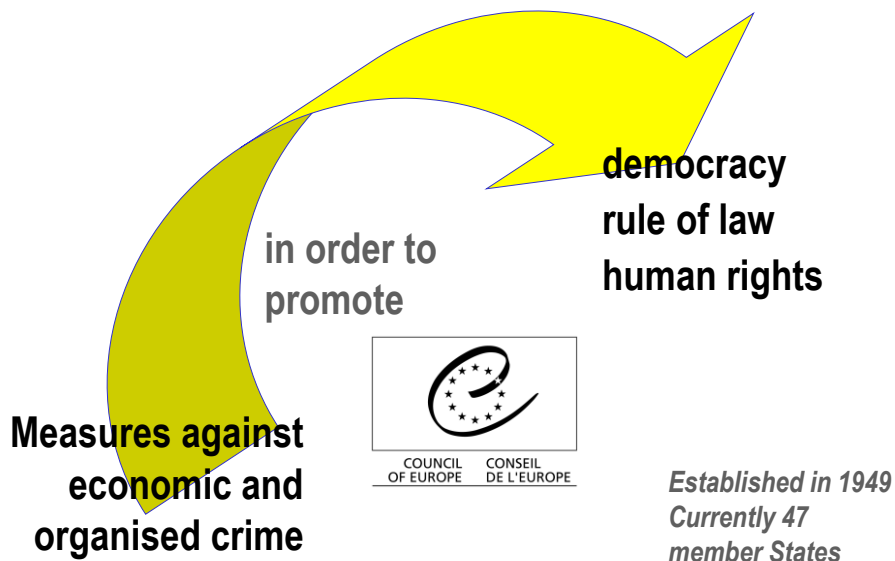 democracy
rule of law
human rights
in order to
promote
COUNCIL CONSEIL
OF EUROPE DE L'EUROPE
Measures against
economic and
organised crime
Established in 1949
Currently 47
member States